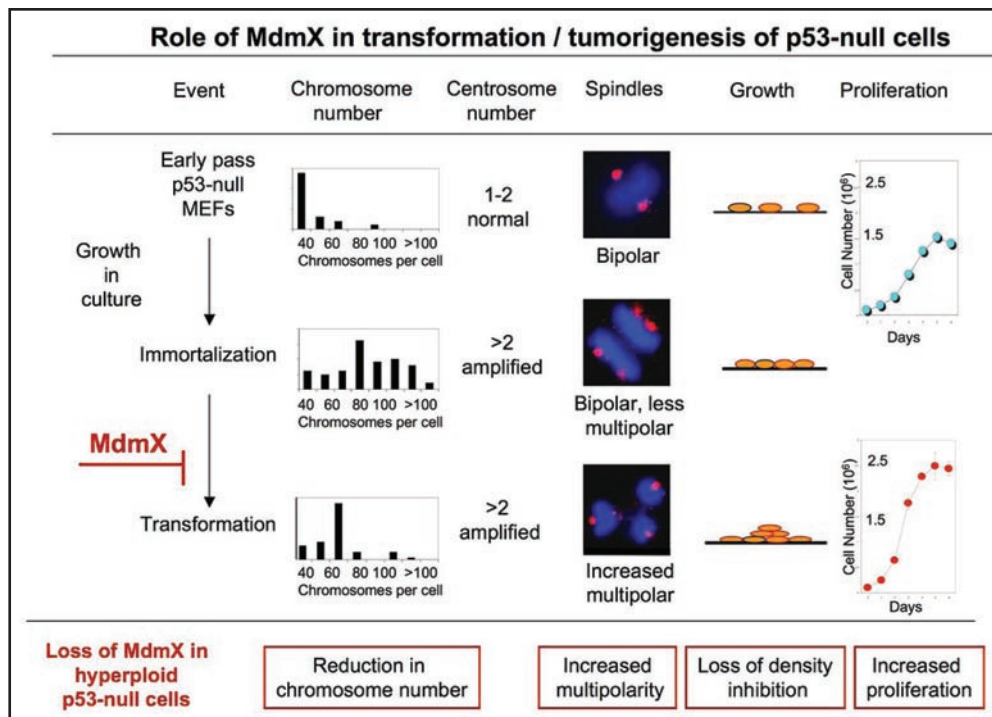 Role of MdmX in transformation / tumorigenesis of p53-null cells
Event
Chromosome
number
Centrosome
number
Spindles
Growth
Proliferation
Early pass
p53-null
MEFs
40 60 80 100 >100
Chromosomes per cell
1-2
normal
Bipolar
Cell Number (10⁶)
2.5
1.5
Days
Growth
in
culture
Immortalization
40 60 80 100 >100
Chromosomes per cell
>2
amplified
Bipolar, less
multipolar
MdmX
Transformation
40 60 80 100 >100
Chromosomes per cell
>2
amplified
Increased
multipolar
Cell Number (10⁶)
2.5
1.5
Days
Loss of MdmX in
hyperploid
p53-null cells
Reduction in
chromosome number
Increased
multipolarity
Loss of density
inhibition
Increased
proliferation